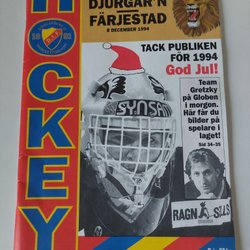 HOCKEY
DJURGÅR'N
FÄRJESTAD
8 DECEMBER 1994
TACK PUBLIKEN
FÖR 1994
God Jul!
Team
Gretzky på
Globen i
morgon.
Här får du
bilder på
spelare i
laget!
Sid 34-35
SYNSAM
RAGN SELLS